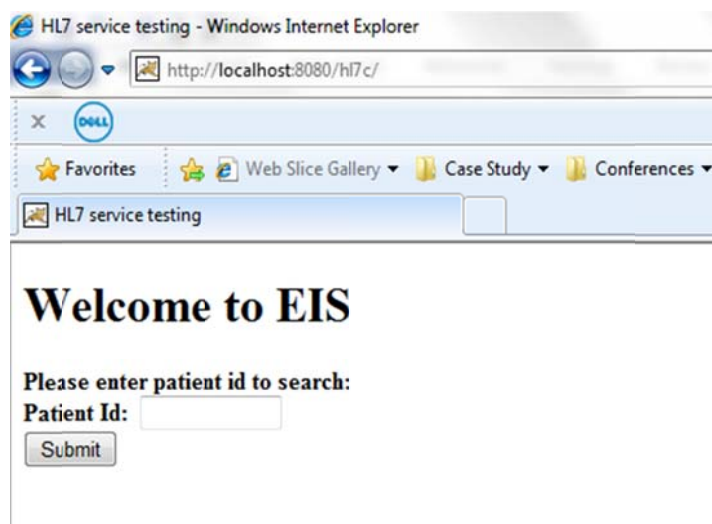 HL7 service testing - Windows Internet Explorer
http://localhost:8080/hl7c/
X DELL
Favorites Web Slice Gallery Case Study Conferences
HL7 service testing
Welcome to EIS
Please enter patient id to search:
Patient Id:
Submit